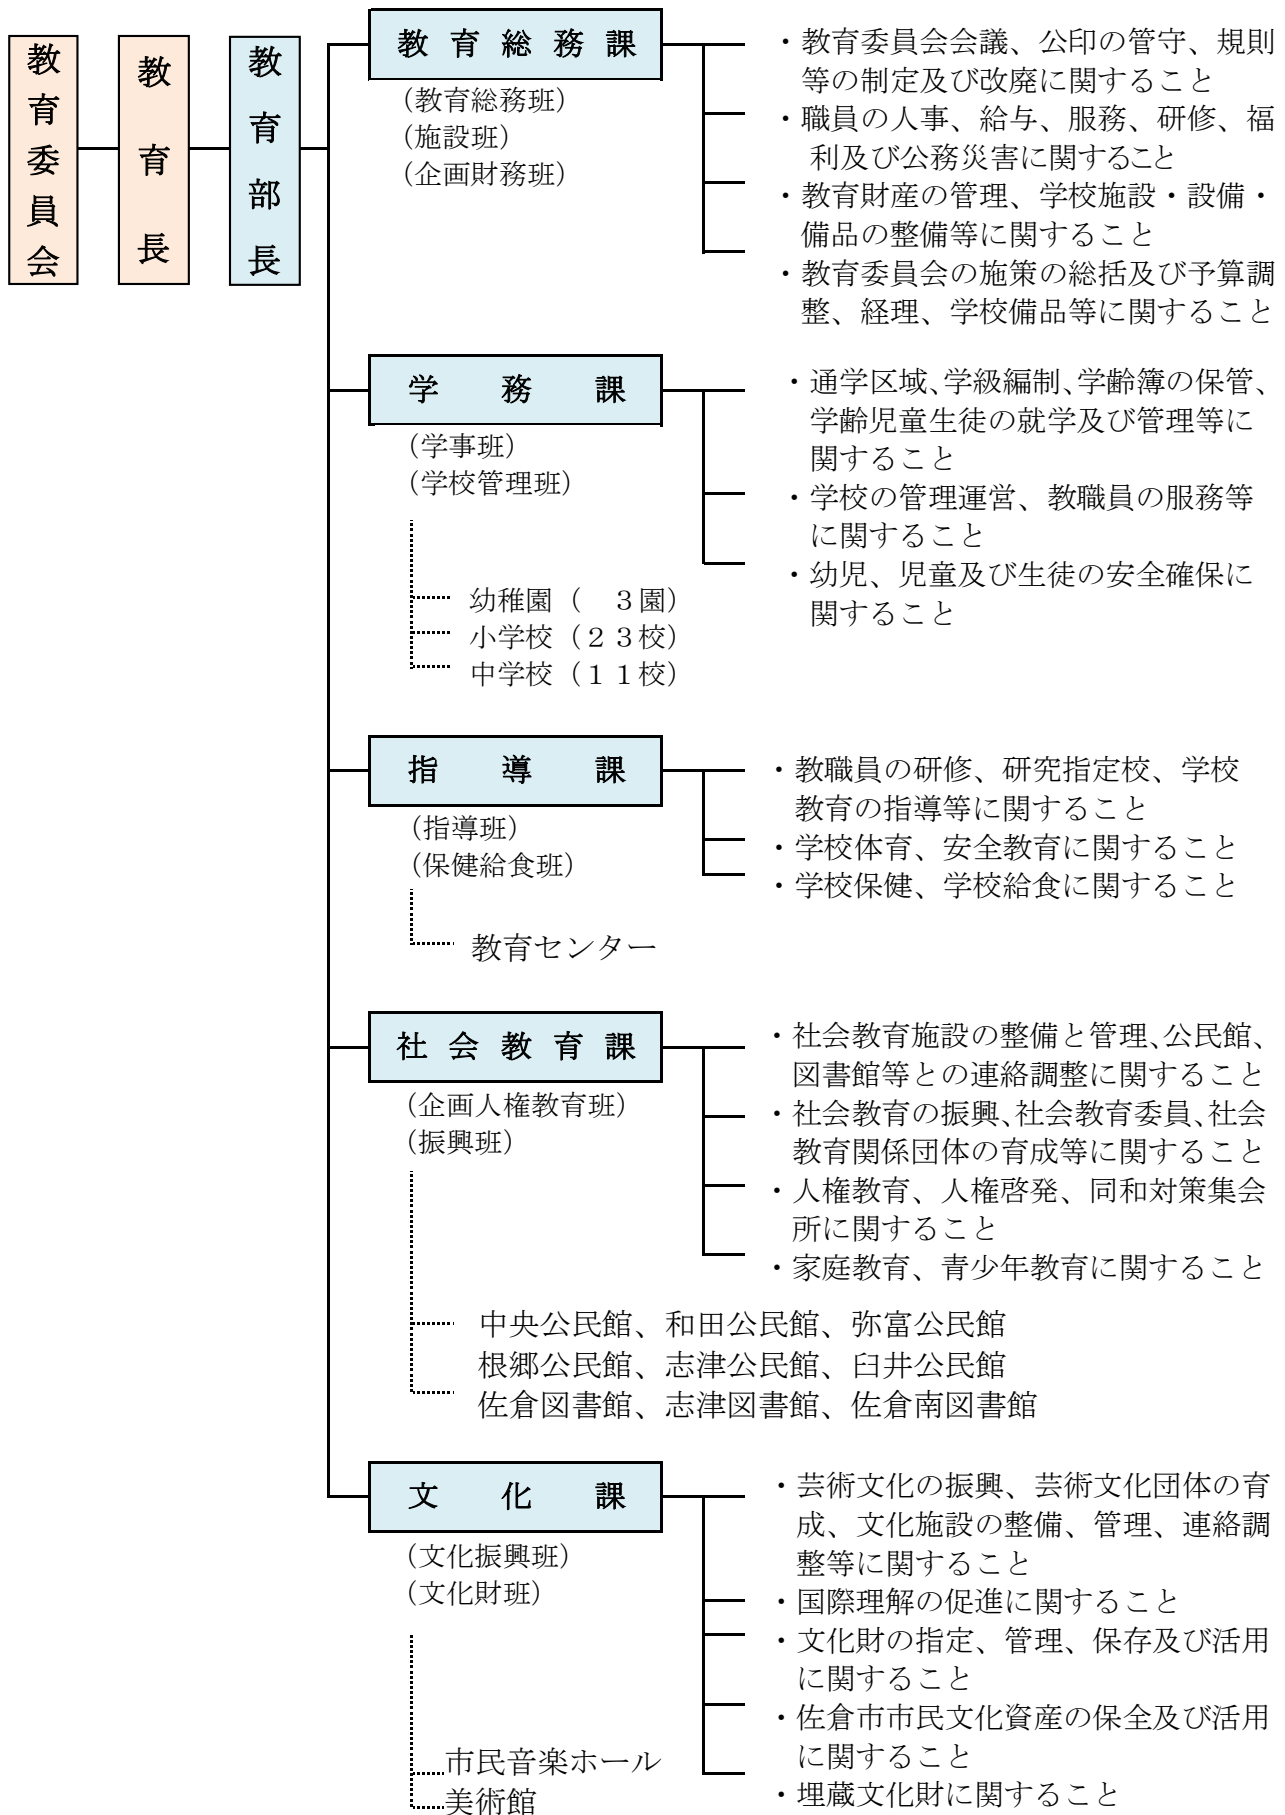 教育委員会
教育長
教育部長
教育総務課
（教育総務班）
（施設班）
（企画財務班）
・教育委員会会議、公印の管守、規則
等の制定及び改廃に関すること
・職員の人事、給与、服務、研修、福
利及び公務災害に関すること
・教育財産の管理、学校施設・設備・
備品の整備等に関すること
・教育委員会の施策の総括及び予算調
整、経理、学校備品等に関すること
学務課
（学事班）
（学校管理班）
幼稚園（　３園）
小学校（２３校）
中学校（１１校）
・通学区域、学級編制、学齢簿の保管、
学齢児童生徒の就学及び管理等に
関すること
・学校の管理運営、教職員の服務等
に関すること
・幼児、児童及び生徒の安全確保に
関すること
指導課
（指導班）
（保健給食班）
教育センター
・教職員の研修、研究指定校、学校
教育の指導等に関すること
・学校体育、安全教育に関すること
・学校保健、学校給食に関すること
社会教育課
（企画人権教育班）
（振興班）
・社会教育施設の整備と管理、公民館、
図書館等との連絡調整に関すること
・社会教育の振興、社会教育委員、社会
教育関係団体の育成等に関すること
・人権教育、人権啓発、同和対策集会
所に関すること
・家庭教育、青少年教育に関すること
中央公民館、和田公民館、弥富公民館
根郷公民館、志津公民館、臼井公民館
佐倉図書館、志津図書館、佐倉南図書館
文化課
（文化振興班）
（文化財班）
市民音楽ホール
美術館
・芸術文化の振興、芸術文化団体の育
成、文化施設の整備、管理、連絡調
整等に関すること
・国際理解の促進に関すること
・文化財の指定、管理、保存及び活用
に関すること
・佐倉市市民文化資産の保全及び活用
に関すること
・埋蔵文化財に関すること